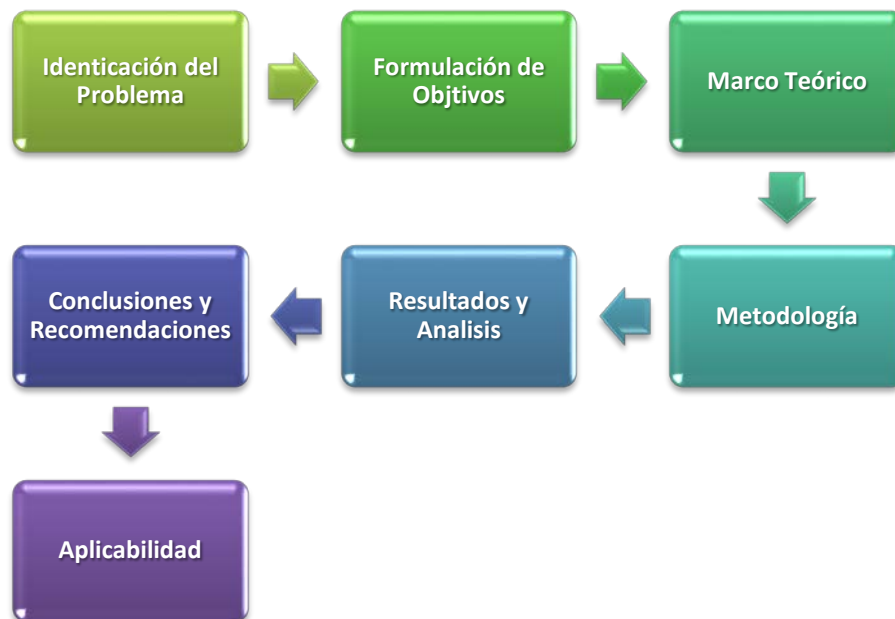 Identicación del
Problema
Formulación de
Objtivos
Marco Teórico
Metodología
Resultados y
Analisis
Conclusiones y
Recomendaciones
Aplicabilidad